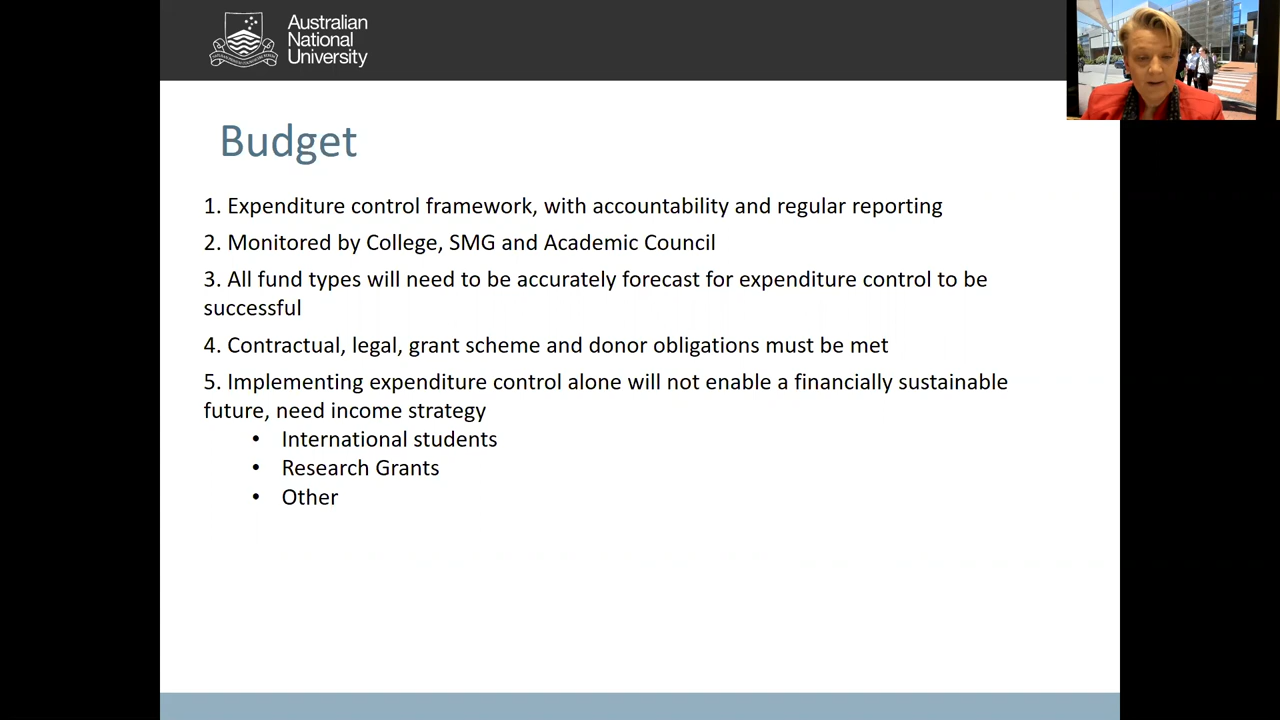 Australian
National
University
Budget
1. Expenditure control framework, with accountability and regular reporting
2. Monitored by College, SMG and Academic Council
3. All fund types will need to be accurately forecast for expenditure control to be
successful
4. Contractual, legal, grant scheme and donor obligations must be met
5. Implementing expenditure control alone will not enable a financially sustainable
future, need income strategy
• International students
• Research Grants
• Other